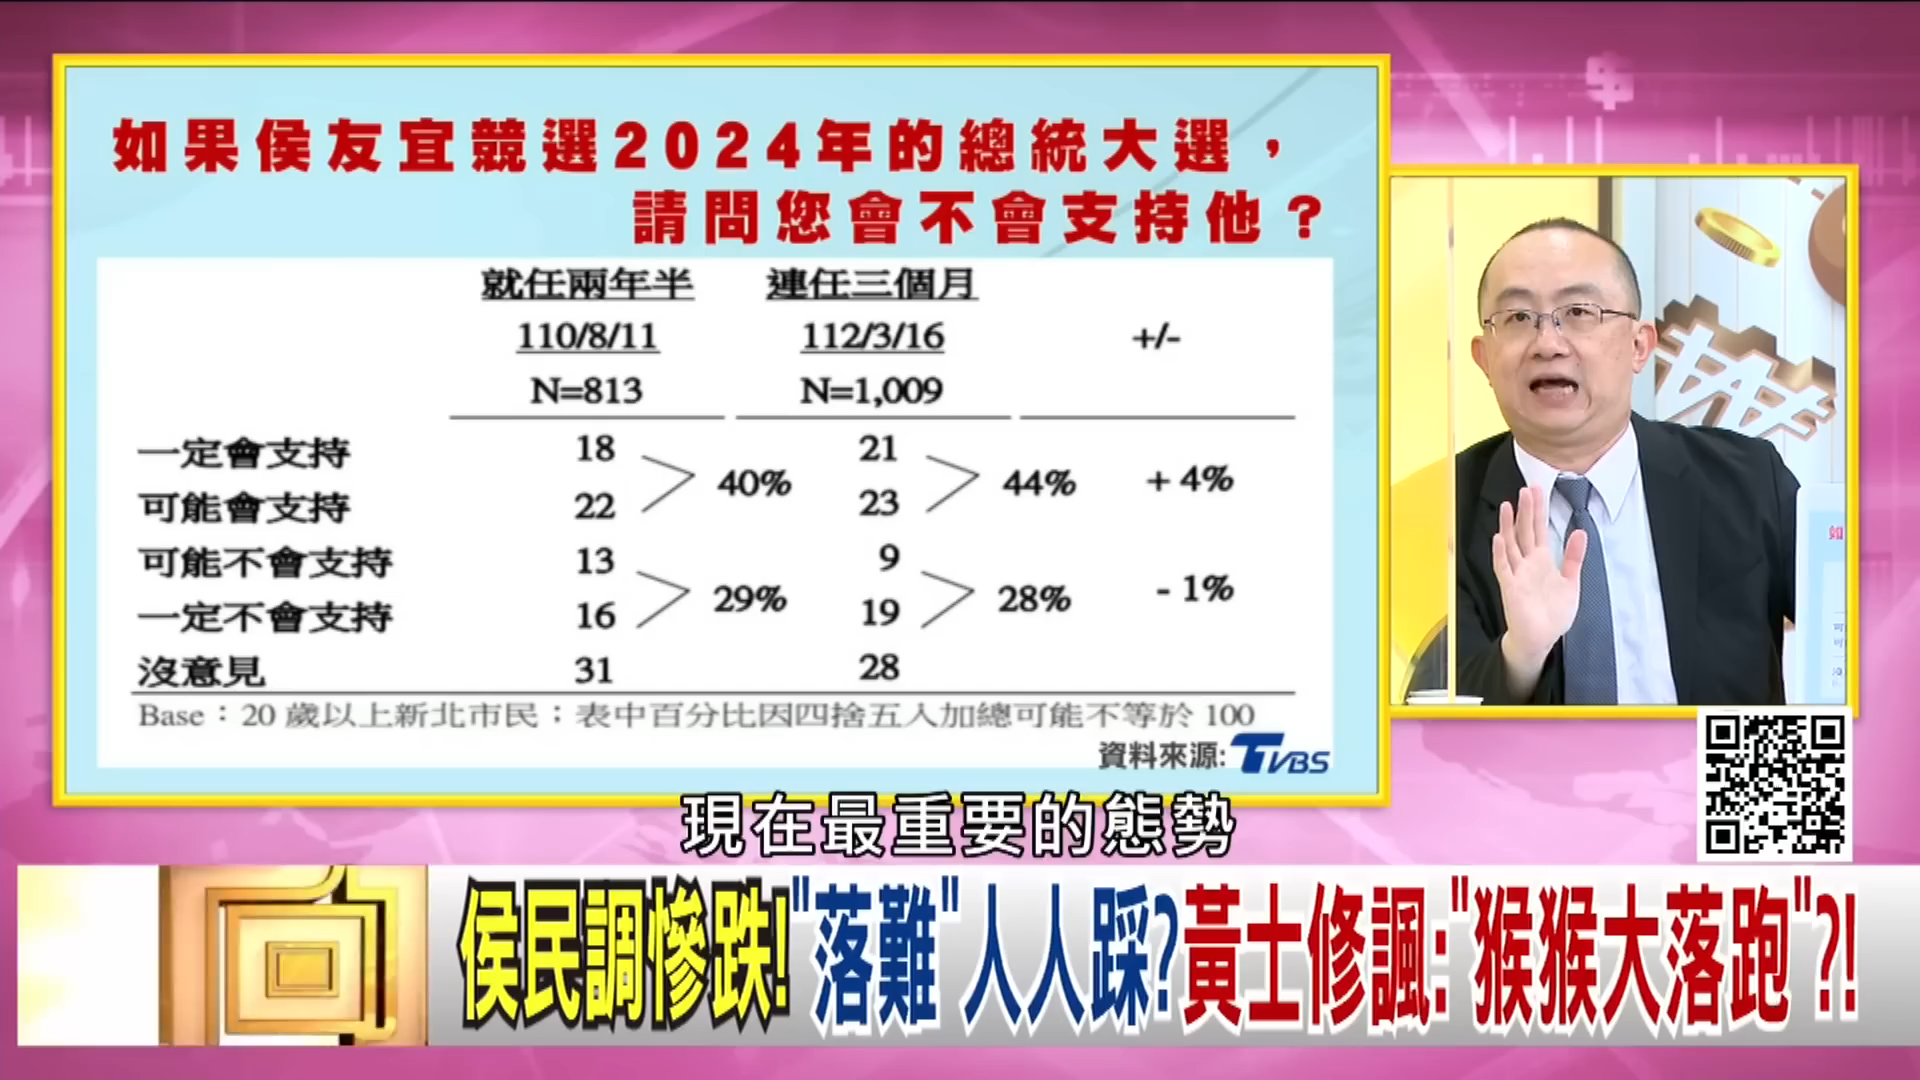 如果侯友宜競選2024年的總統大選，
請問您會不會支持他？
就任兩年半 連任三個月
110/8/11 112/3/16 +/-
N=813 N=1,009
一定會支持 18 21
40% 44% + 4%
可能會支持 22 23
可能不會支持 13 9
29% 28% - 1%
一定不會支持 16 19
沒意見 31 28
Base：20 歲以上新北市民；表中百分比因四捨五入加總可能不等於 100
資料來源: TVBS
現在最重要的態勢
侯民調慘跌!"落難"人人踩?黃士修諷:"猴猴大落跑"?!